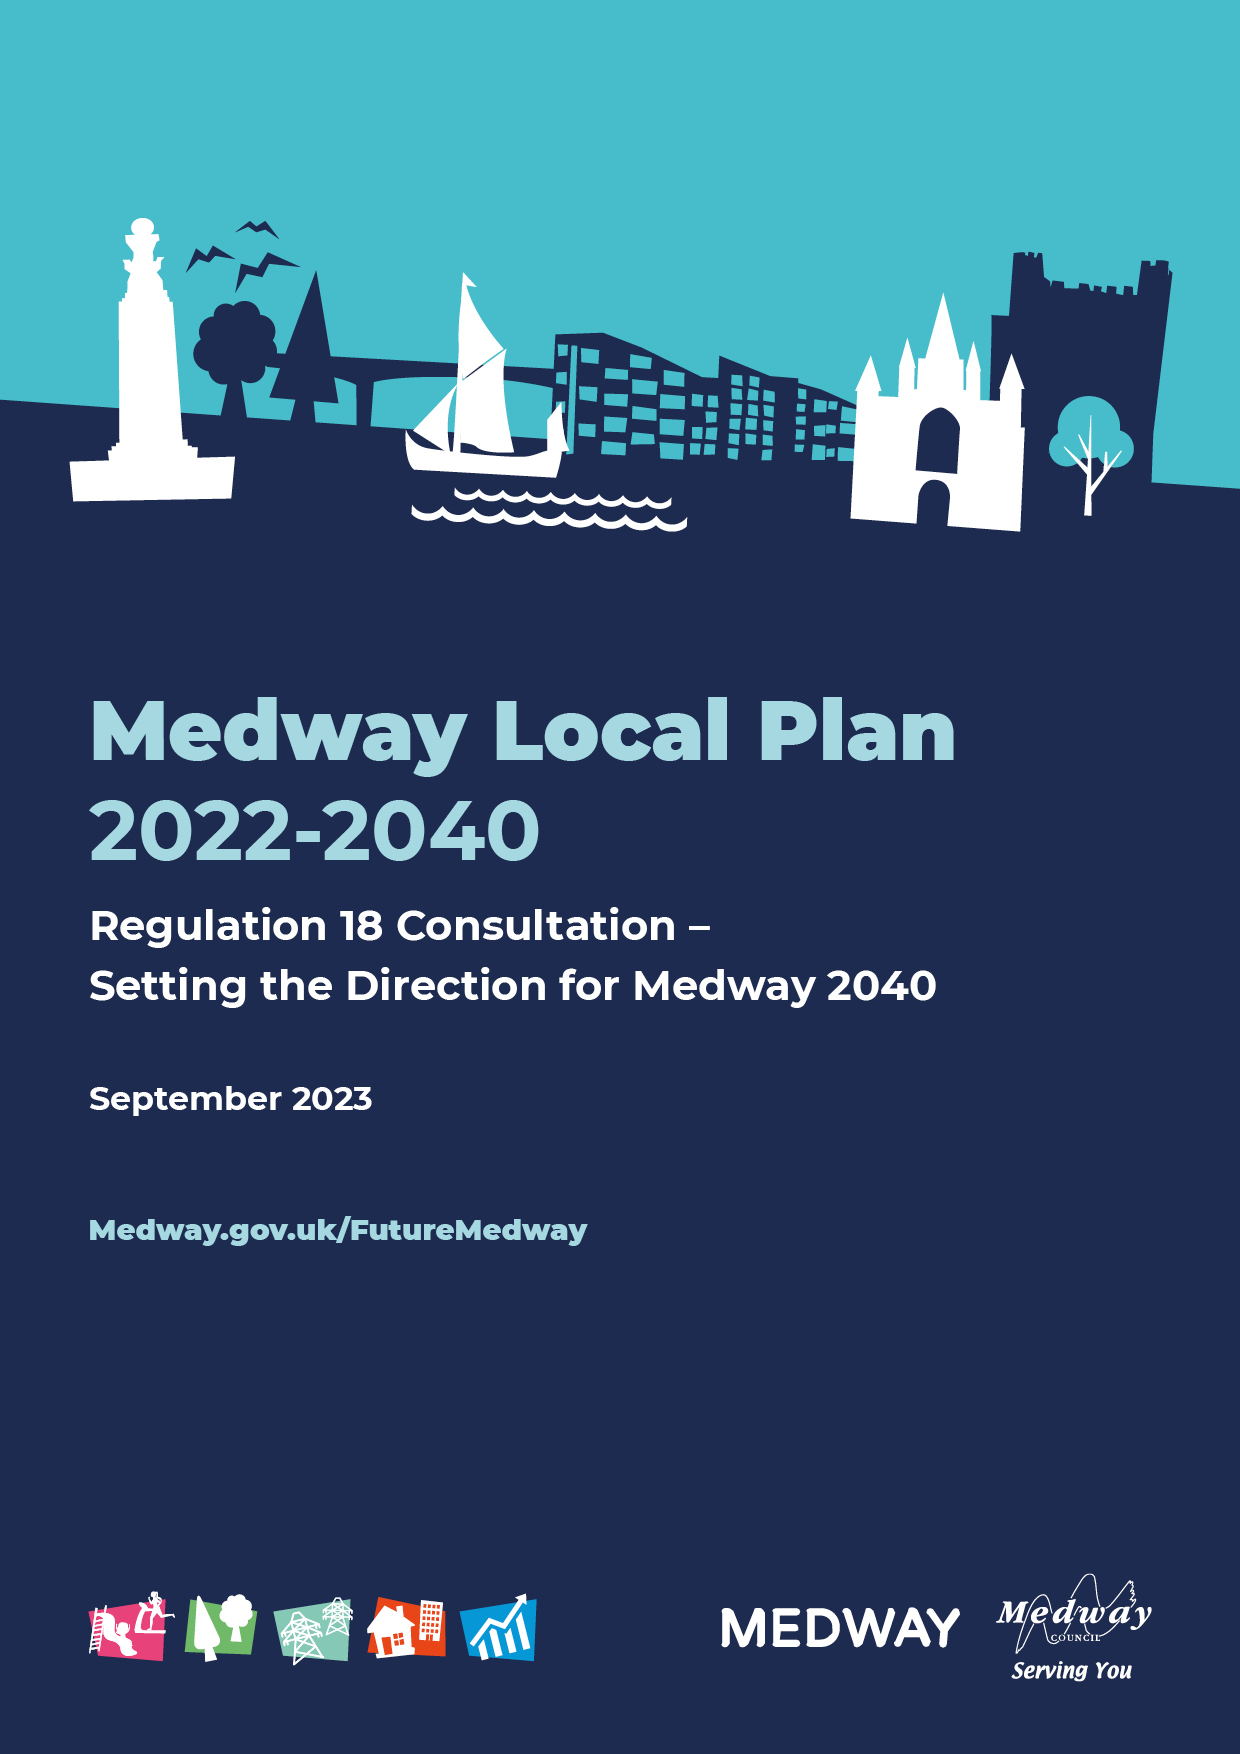 Medway Local Plan
2022-2040
Regulation 18 Consultation –
Setting the Direction for Medway 2040
September 2023
Medway.gov.uk/FutureMedway
MEDWAY
Medway
COUNCIL
Serving You